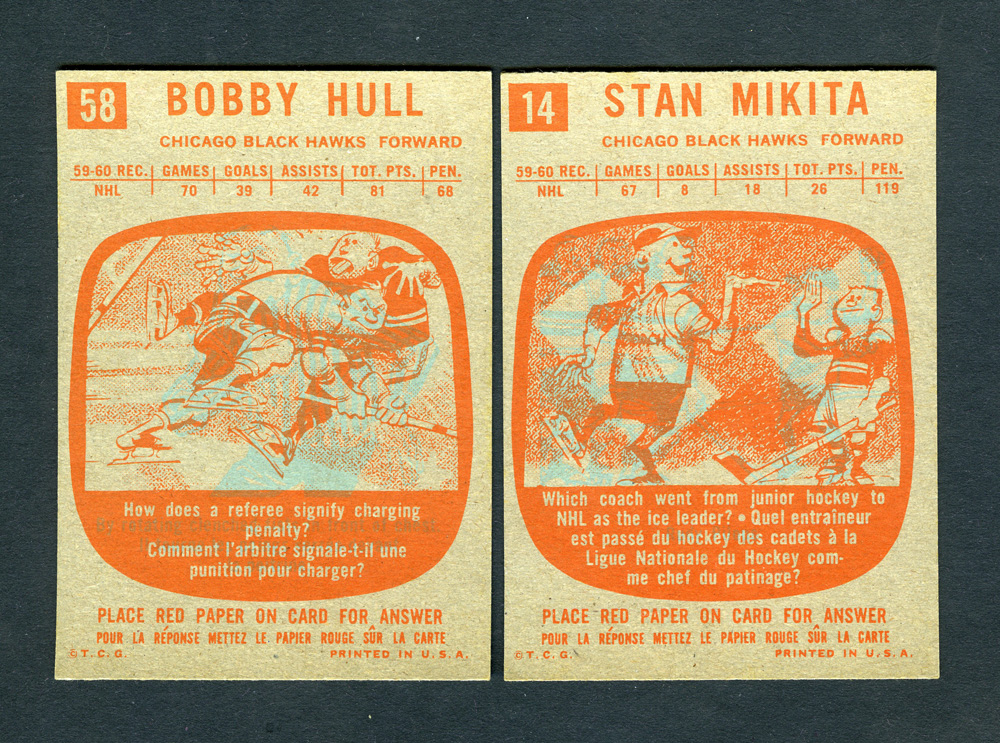 58
BOBBY HULL
CHICAGO BLACK HAWKS FORWARD
59-60 REC. GAMES GOALS ASSISTS TOT. PTS. PEN.
NHL 70 39 42 81 68
How does a referee signify charging
penalty?
Comment l'arbitre signale-t-il une
punition pour charger?
PLACE RED PAPER ON CARD FOR ANSWER
POUR LA RÉPONSE METTEZ LE PAPIER ROUGE SÛR LA CARTE
©T.C.G. PRINTED IN U.S.A.
14
STAN MIKITA
CHICAGO BLACK HAWKS FORWARD
59-60 REC. GAMES GOALS ASSISTS TOT. PTS. PEN.
NHL 67 8 18 26 119
COACH
Which coach went from junior hockey to
NHL as the ice leader? • Quel entraîneur
est passé du hockey des cadets à la
Ligue Nationale du Hockey com-
me chef du patinage?
PLACE RED PAPER ON CARD FOR ANSWER
POUR LA RÉPONSE METTEZ LE PAPIER ROUGE SÛR LA CARTE
©T.C.G. PRINTED IN U.S.A.